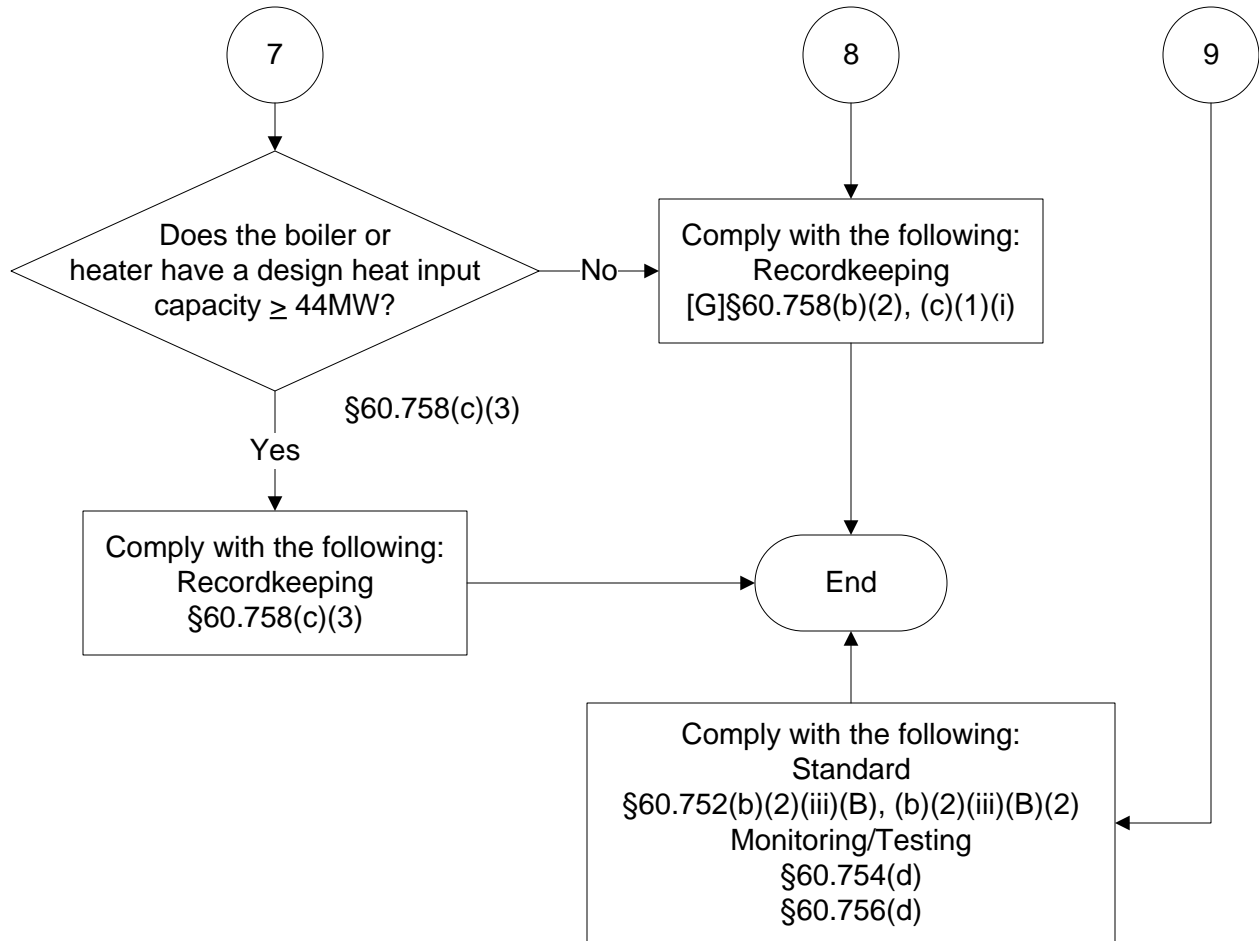 7
8
9
Does the boiler or
heater have a design heat input
capacity ≥ 44MW?
No
Comply with the following:
Recordkeeping
[G]§60.758(b)(2), (c)(1)(i)
§60.758(c)(3)
Yes
Comply with the following:
Recordkeeping
§60.758(c)(3)
End
Comply with the following:
Standard
§60.752(b)(2)(iii)(B), (b)(2)(iii)(B)(2)
Monitoring/Testing
§60.754(d)
§60.756(d)